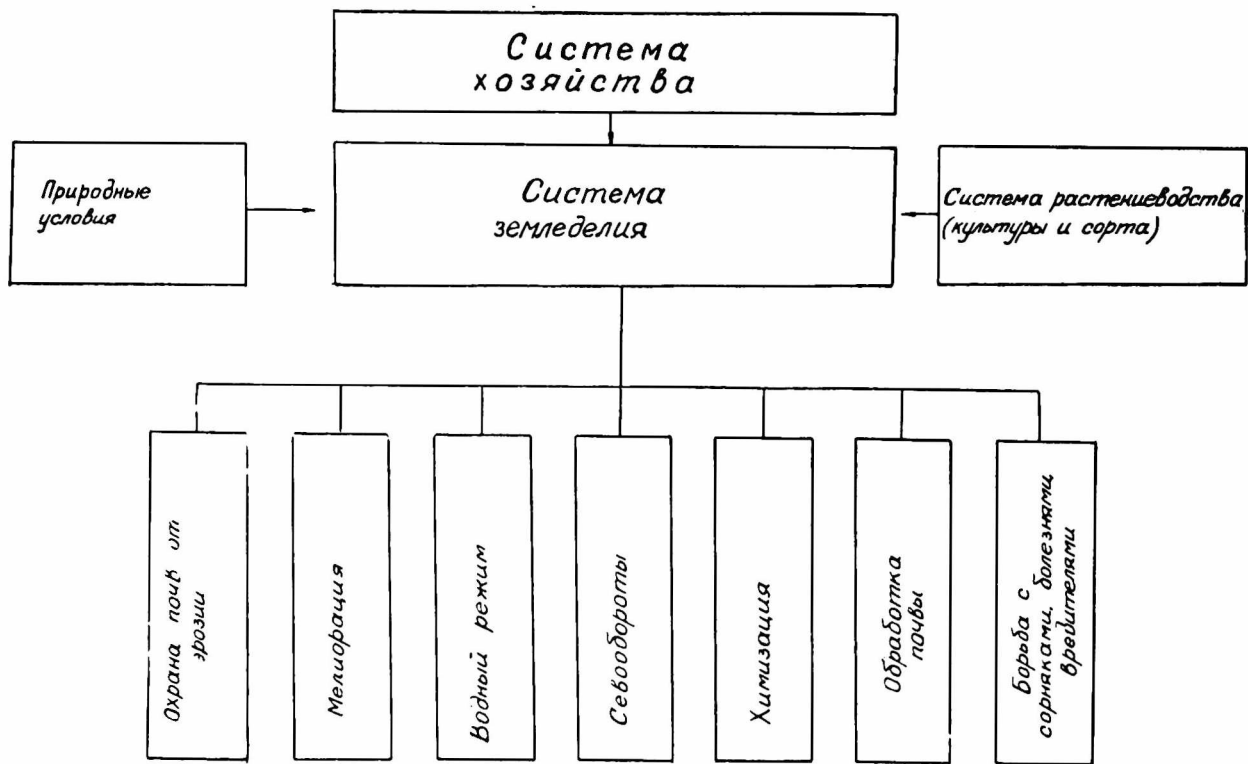 Система
хозяйства
Природные
условия
Система
земледелия
Система растениеводства
(культуры и сорта)
Охрана почв от
эрозии
Мелиорация
Водный режим
Севообороты
Химизация
Обработка
почвы
Борьба с
сорняками, болезнями,
вредителями